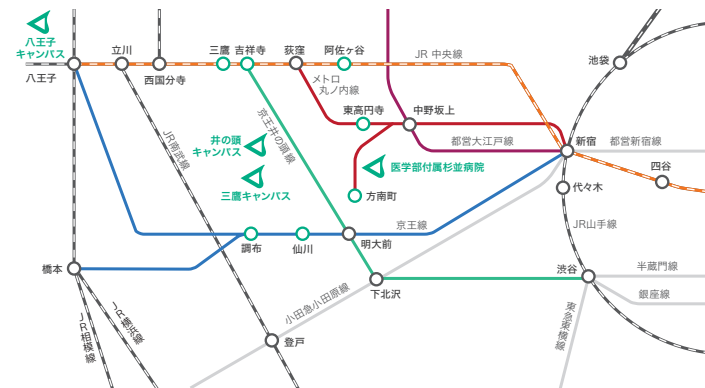 八王子
キャンパス
八王子
立川
西国分寺
三鷹
吉祥寺
荻窪
阿佐ヶ谷
JR 中央線
池袋
メトロ
丸ノ内線
東高円寺
中野坂上
都営大江戸線
新宿
都営新宿線
京王井の頭線
JR南武線
井の頭
キャンパス
三鷹キャンパス
医学部付属杉並病院
方南町
四谷
代々木
JR山手線
京王線
調布
仙川
明大前
橋本
下北沢
渋谷
半蔵門線
銀座線
小田急小田原線
東急東横線
JR横浜線
JR相模線
登戸